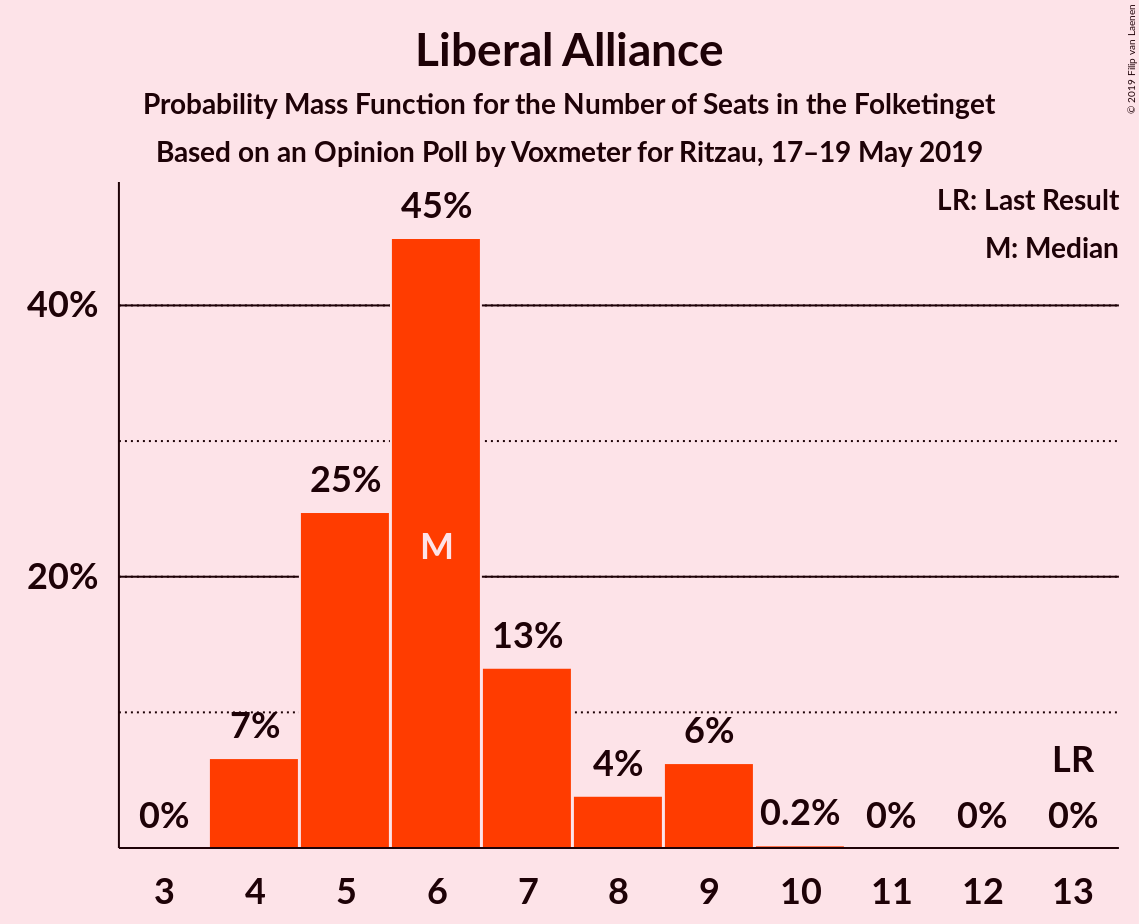 © 2019 Filip van Laenen
Liberal Alliance
Probability Mass Function for the Number of Seats in the Folketinget
Based on an Opinion Poll by Voxmeter for Ritzau, 17–19 May 2019
LR: Last Result
M: Median
45%
40%
25%
M
20%
13%
7%
6%
4%
LR
0%
0.2%
0%
0%
0%
3 4 5 6 7 8 9 10 11 12 13